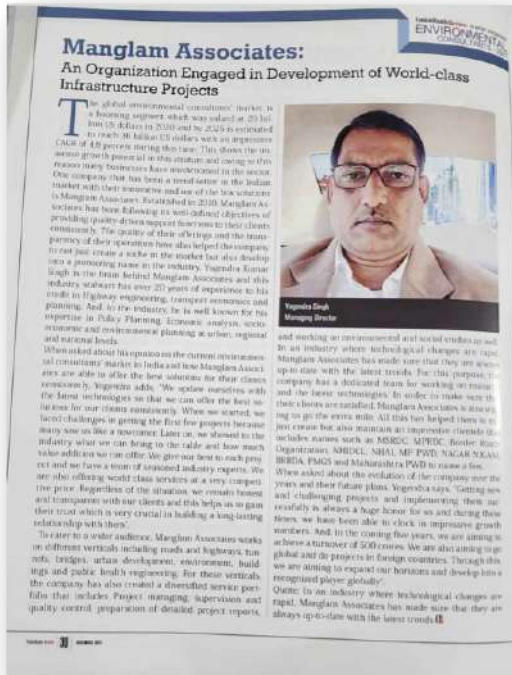 ENVIRONMENTAL
CONSULTANTS
Manglam Associates:
An Organization Engaged in Development of World-class
Infrastructure Projects
The global environmental consultants' market is
a booming segment which was valued at 29 bil-
lion US dollars in 2020 and by 2025 is estimated
to reach 36 billion US dollars with an impressive
CAGR of 4.8 percent during this time. This shows the im-
mense growth potential in this stratum and owing to this
reason many businesses have mushroomed in the sector.
One company that has been a trend-setter in the Indian
market with their innovative and out of the box solutions
is Manglam Associates. Established in 2010, Manglam As-
sociates has been following its well-defined objectives of
providing quality-driven support functions to their clients
consistently. The quality of their offerings and the trans-
parency of their operations have also helped the company
to not just create a niche in the market but also develop
into a pioneering name in the industry. Yogendra Kumar
Singh is the brain behind Manglam Associates and this
industry stalwart has over 20 years of experience to his
credit in Highway engineering, transport economics and
planning. And, in the industry, he is well known for his
expertise in Policy Planning, Economic analysis, socio-
economic and environmental planning at urban, regional
and national levels.
When asked about his opinion on the current environmen-
tal consultants' market in India and how Manglam Associ-
ates are able to offer the best solutions for their clients
consistently, Yogendra adds, "We update ourselves with
the latest technologies so that we can offer the best so-
lutions for our clients consistently. When we started, we
faced challenges in getting the first few projects because
many saw us like a newcomer. Later on, we showed to the
industry what we can bring to the table and how much
value addition we can offer. We give our best to each proj-
ect and we have a team of seasoned industry experts. We
are also offering world class services at a very competi-
tive price. Regardless of the situation, we remain honest
and transparent with our clients and this helps us to gain
their trust which is very crucial in building a long-lasting
relationship with them".
To cater to a wider audience, Manglam Associates works
on different verticals including roads and highways, tun-
nels, bridges, urban development, environment, build-
ings and public health engineering. For these verticals,
the company has also created a diversified service port-
folio that includes Project managing, supervision and
quality control, preparation of detailed project reports,
Yogendra Singh
Managing Director
and working on environmental and social studies as well.
In an industry where technological changes are rapid,
Manglam Associates has made sure that they are always
up-to-date with the latest trends. For this purpose, the
company has a dedicated team for working on
and the latest technologies. In order to make sure that
their clients are satisfied, Manglam Associates is always
ing to go the extra mile. All this has helped them to not
just create but also maintain an impressive clientele that
includes names such as MSRDC, MPRDC, Border Roads
Organization, NHIDCL, NHAI, MP PWD, NAGAR NIGAM,
BRRDA, PMGS and Maharashtra PWD to name a few.
When asked about the evolution of the company over the
years and their future plans, Yogendra says, "Getting new
and challenging projects and implementing them suc-
cessfully is always a huge honor for us and during these
times, we have been able to clock in impressive growth
numbers. And, in the coming five years, we are aiming to
achieve a turnover of 500 crores. We are also aiming to go
global and do projects in foreign countries. Through this
we are aiming to expand our horizons and develop into a
recognized player globally".
Quote: In an industry where technological changes are
rapid, Manglam Associates has made sure that they are
always up-to-date with the latest trends
30